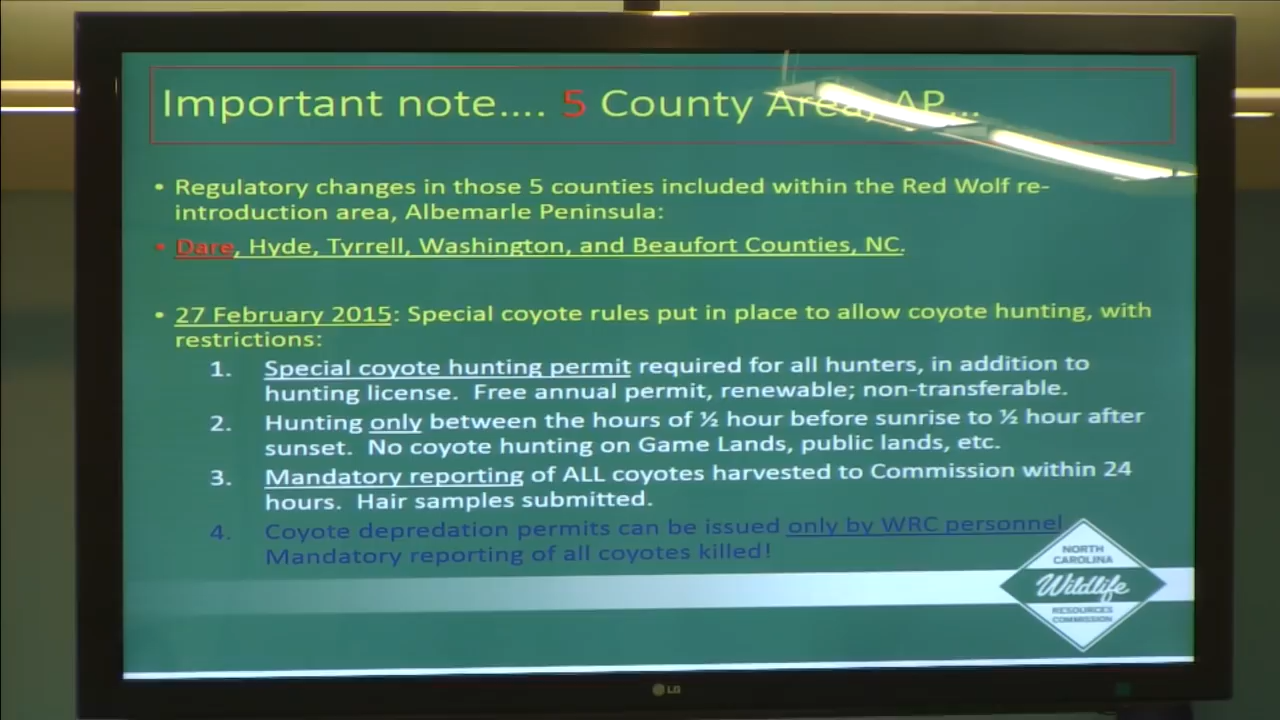 Important note.... 5 County Area, AP...
• Regulatory changes in those 5 counties included within the Red Wolf re-
introduction area, Albemarle Peninsula:
• Dare, Hyde, Tyrrell, Washington, and Beaufort Counties, NC.
• 27 February 2015: Special coyote rules put in place to allow coyote hunting, with
restrictions:
1. Special coyote hunting permit required for all hunters, in addition to
hunting license. Free annual permit, renewable; non-transferable.
2. Hunting only between the hours of ½ hour before sunrise to ½ hour after
sunset. No coyote hunting on Game Lands, public lands, etc.
3. Mandatory reporting of ALL coyotes harvested to Commission within 24
hours. Hair samples submitted.
4. Coyote depredation permits can be issued only by WRC personnel
Mandatory reporting of all coyotes killed!
NORTH
CAROLINA
Wildlife
RESOURCES
COMMISSION
LG